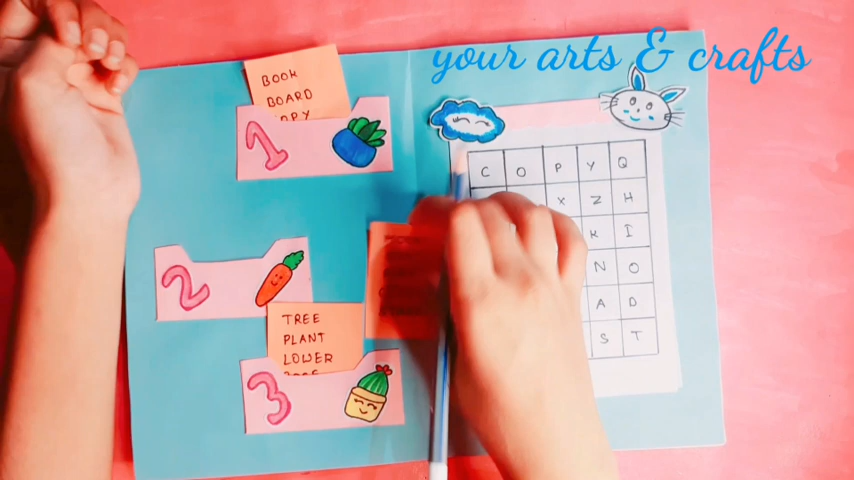 your arts & crafts
BOOK
BOARD
1
2
TREE
PLANT
LOWER
3
C O P Y Q
X Z H
K I
N O
A D
S T